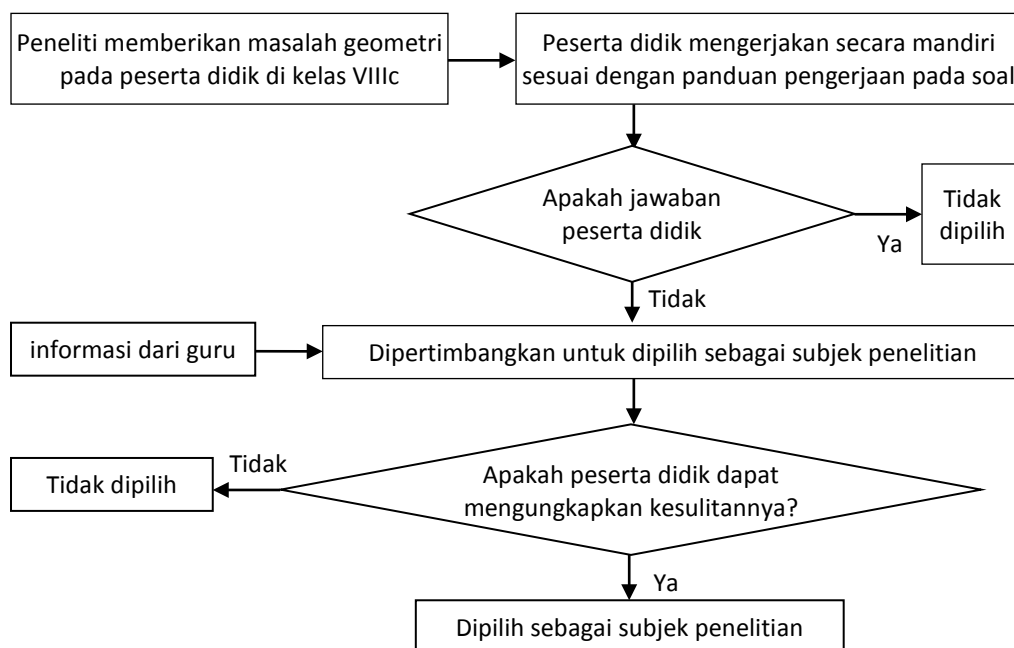 Peneliti memberikan masalah geometri
pada peserta didik di kelas VIIIc
Peserta didik mengerjakan secara mandiri
sesuai dengan panduan pengerjaan pada soal
Apakah jawaban
peserta didik
Ya
Tidak
dipilih
Tidak
informasi dari guru
Dipertimbangkan untuk dipilih sebagai subjek penelitian
Apakah peserta didik dapat
mengungkapkan kesulitannya?
Tidak
Tidak dipilih
Ya
Dipilih sebagai subjek penelitian